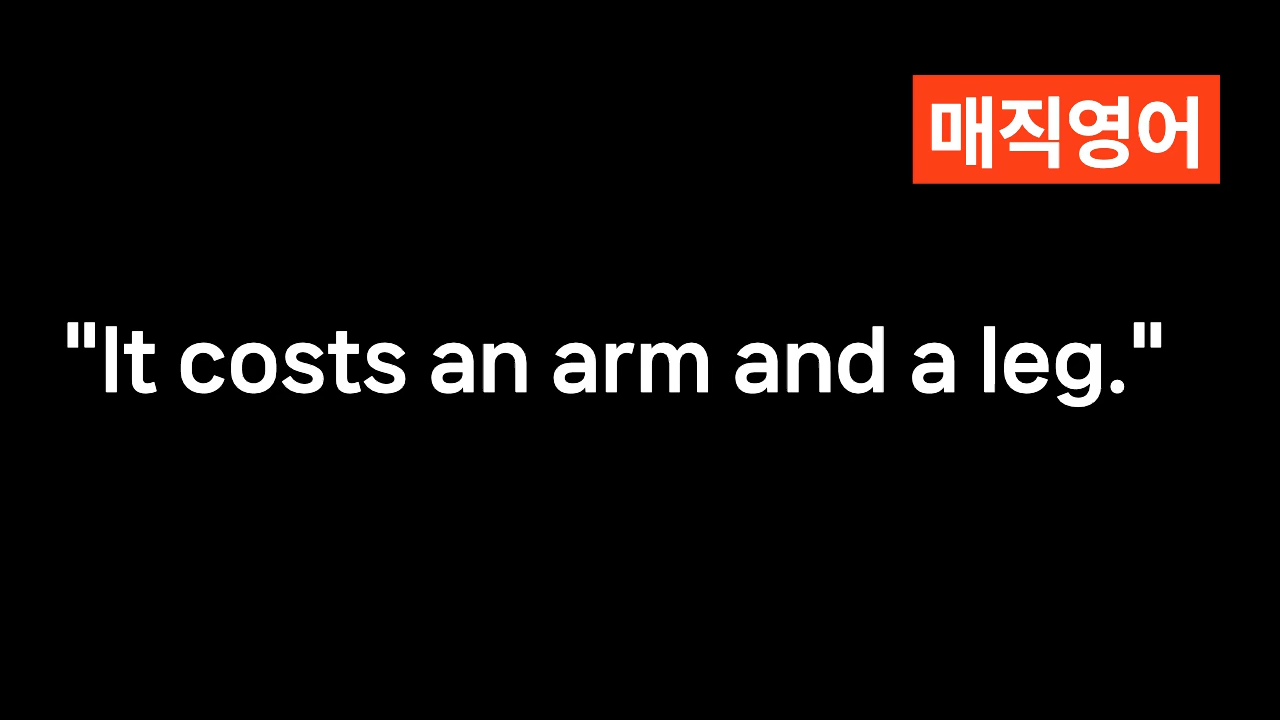 매직영어
"It costs an arm and a leg."